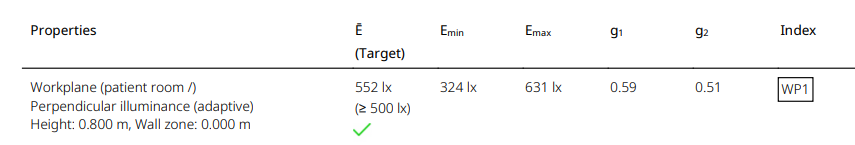 Properties Ē Emin Emax g1 g2 Index
(Target)
Workplane (patient room /) 552 lx 324 lx 631 lx 0.59 0.51 WP1
Perpendicular illuminance (adaptive) (≥ 500 lx)
Height: 0.800 m, Wall zone: 0.000 m